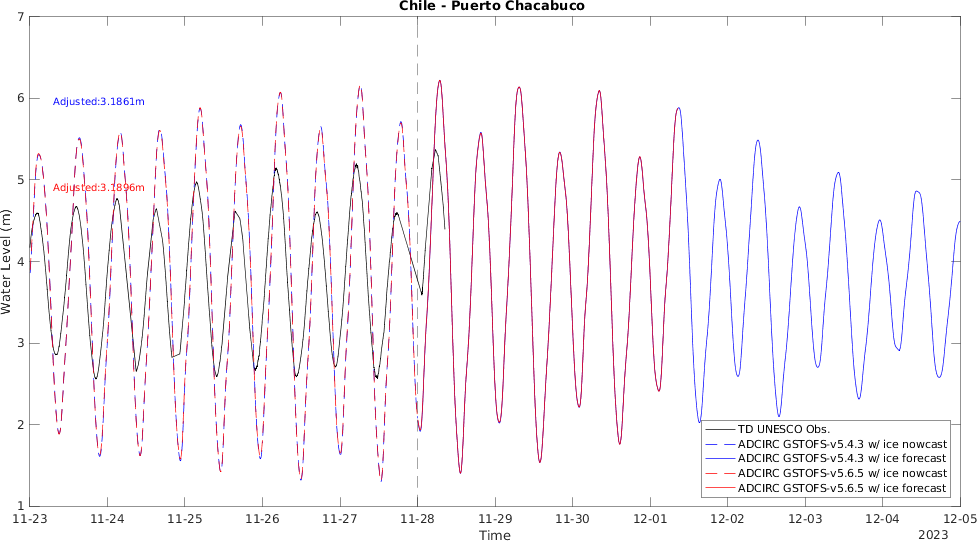 Chile - Puerto Chacabuco
7
6
5
4
3
2
1
Water Level (m)
Adjusted:3.1861m
Adjusted:3.1896m
TD UNESCO Obs.
ADCIRC GSTOFS-v5.4.3 w/ ice nowcast
ADCIRC GSTOFS-v5.4.3 w/ ice forecast
ADCIRC GSTOFS-v5.6.5 w/ ice nowcast
ADCIRC GSTOFS-v5.6.5 w/ ice forecast
11-23 11-24 11-25 11-26 11-27 11-28 11-29 11-30 12-01 12-02 12-03 12-04 12-05
Time
2023